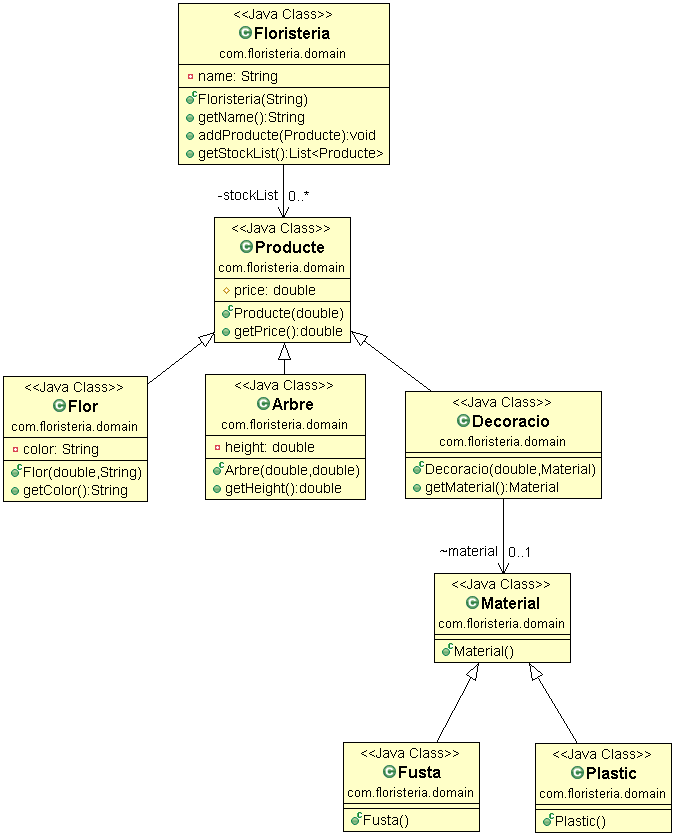 <<Java Class>>
Floristeria
com.floristeria.domain
name: String
Floristeria(String)
getName():String
addProducte(Producte):void
getStockList():List<Producte>
-stockList 0..*
<<Java Class>>
Producte
com.floristeria.domain
price: double
Producte(double)
getPrice():double
<<Java Class>>
Flor
com.floristeria.domain
color: String
Flor(double,String)
getColor():String
<<Java Class>>
Arbre
com.floristeria.domain
height: double
Arbre(double,double)
getHeight():double
<<Java Class>>
Decoracio
com.floristeria.domain
Decoracio(double,Material)
getMaterial():Material
~material 0..1
<<Java Class>>
Material
com.floristeria.domain
Material()
<<Java Class>>
Fusta
com.floristeria.domain
Fusta()
<<Java Class>>
Plastic
com.floristeria.domain
Plastic()